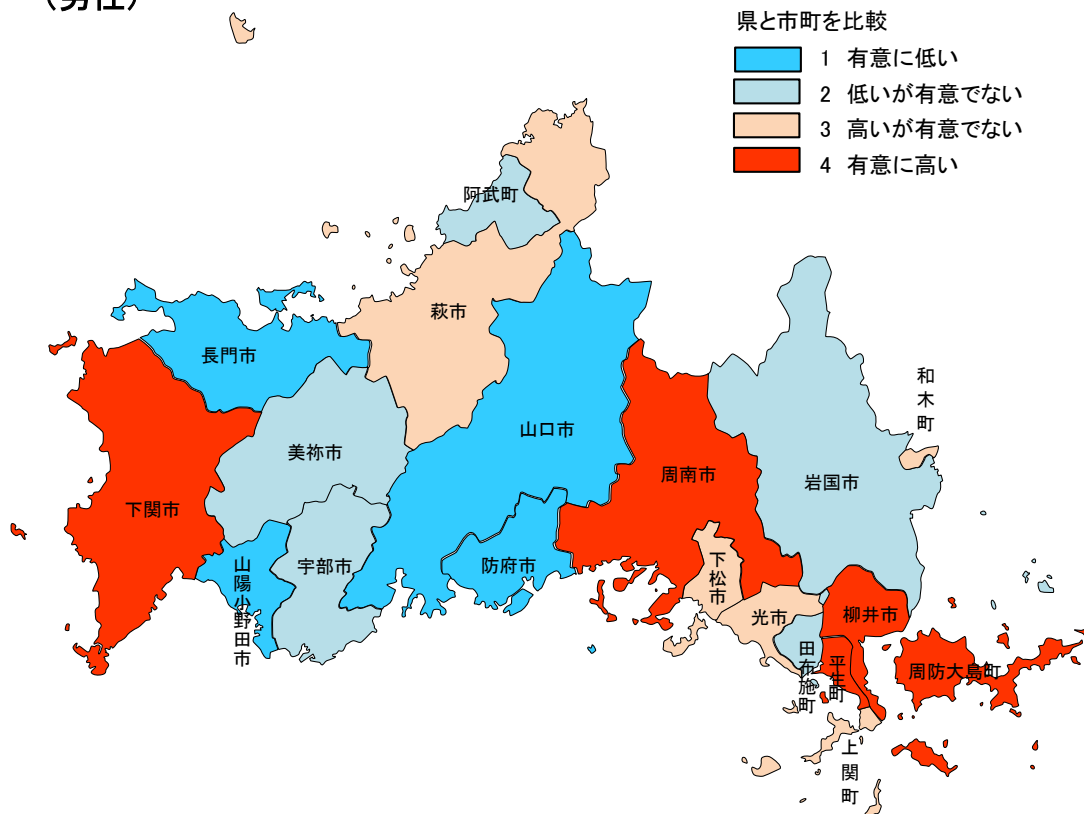 （男性）
県と市町を比較
1 有意に低い
2 低いが有意でない
3 高いが有意でない
4 有意に高い
阿武町
萩市
長門市
和木町
山口市
美祢市
周南市
岩国市
下関市
山陽小野田市
宇部市
防府市
下松市
光市
柳井市
田布施町
平生町
周防大島町
上関町